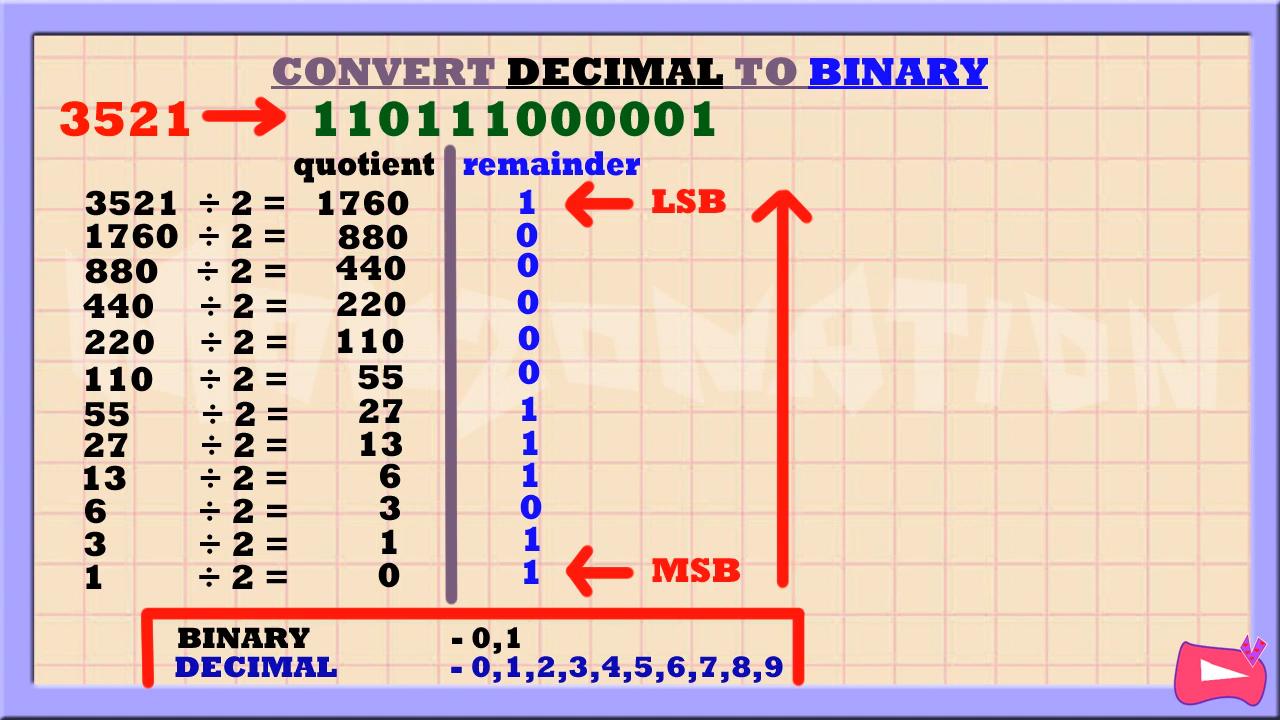 CONVERT DECIMAL TO BINARY
3521 → 110111000001
quotient remainder
3521 ÷ 2 = 1760 1 ← LSB
1760 ÷ 2 = 880 0
880 ÷ 2 = 440 0
440 ÷ 2 = 220 0
220 ÷ 2 = 110 0
110 ÷ 2 = 55 0
55 ÷ 2 = 27 1
27 ÷ 2 = 13 1
13 ÷ 2 = 6 1
6 ÷ 2 = 3 0
3 ÷ 2 = 1 1
1 ÷ 2 = 0 1 ← MSB
BINARY - 0,1
DECIMAL - 0,1,2,3,4,5,6,7,8,9